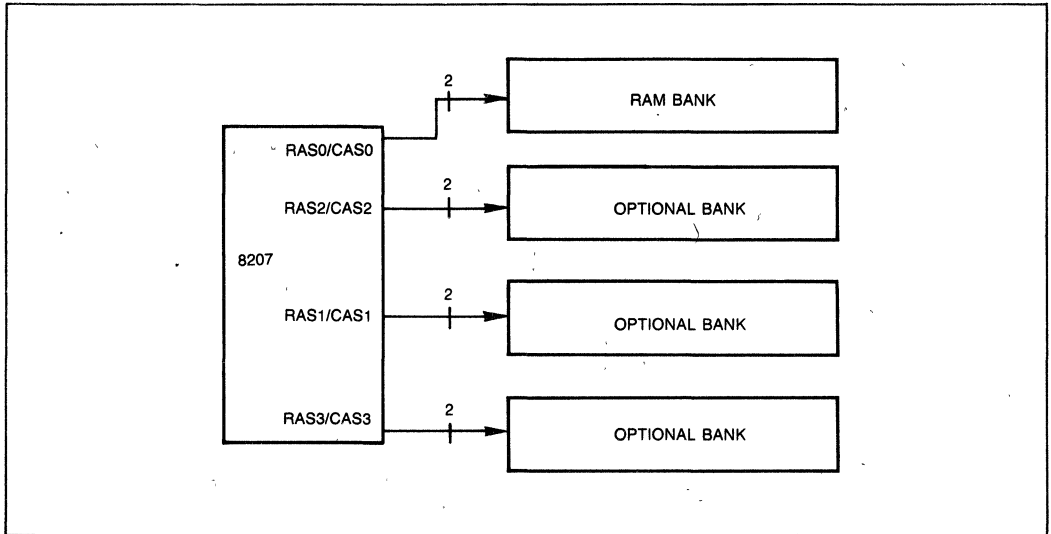 2
RAM BANK
RAS0/CAS0
2
RAS2/CAS2
OPTIONAL BANK
8207
2
RAS1/CAS1
OPTIONAL BANK
2
RAS3/CAS3
OPTIONAL BANK